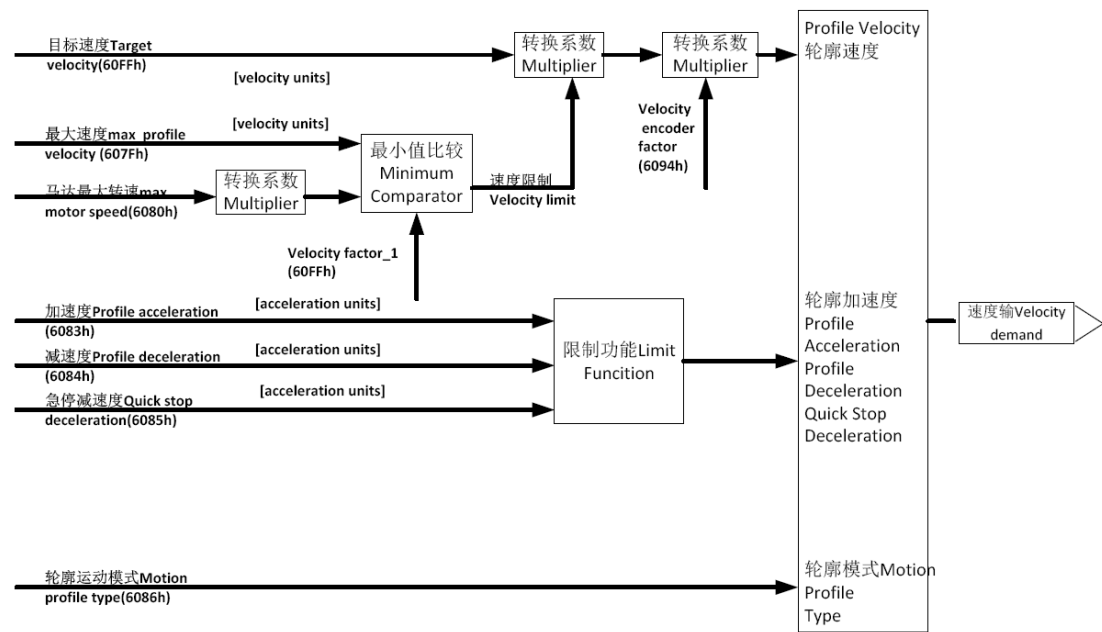 目标速度Target
velocity(60FFh)
[velocity units]
转换系数
Multiplier
转换系数
Multiplier
Profile Velocity
轮廓速度
Velocity
encoder
factor
(6094h)
最大速度max profile
velocity (607Fh)
[velocity units]
最小值比较
Minimum
Comparator
速度限制
Velocity limit
马达最大转速max
motor speed(6080h)
转换系数
Multiplier
Velocity factor_1
(60FFh)
加速度Profile acceleration
(6083h)
[acceleration units]
减速度Profile deceleration
(6084h)
[acceleration units]
急停减速度Quick stop
deceleration(6085h)
[acceleration units]
限制功能Limit
Funcition
轮廓加速度
Profile
Acceleration
Profile
Deceleration
Quick Stop
Deceleration
速度输Velocity
demand
轮廓运动模式Motion
profile type(6086h)
轮廓模式Motion
Profile
Type